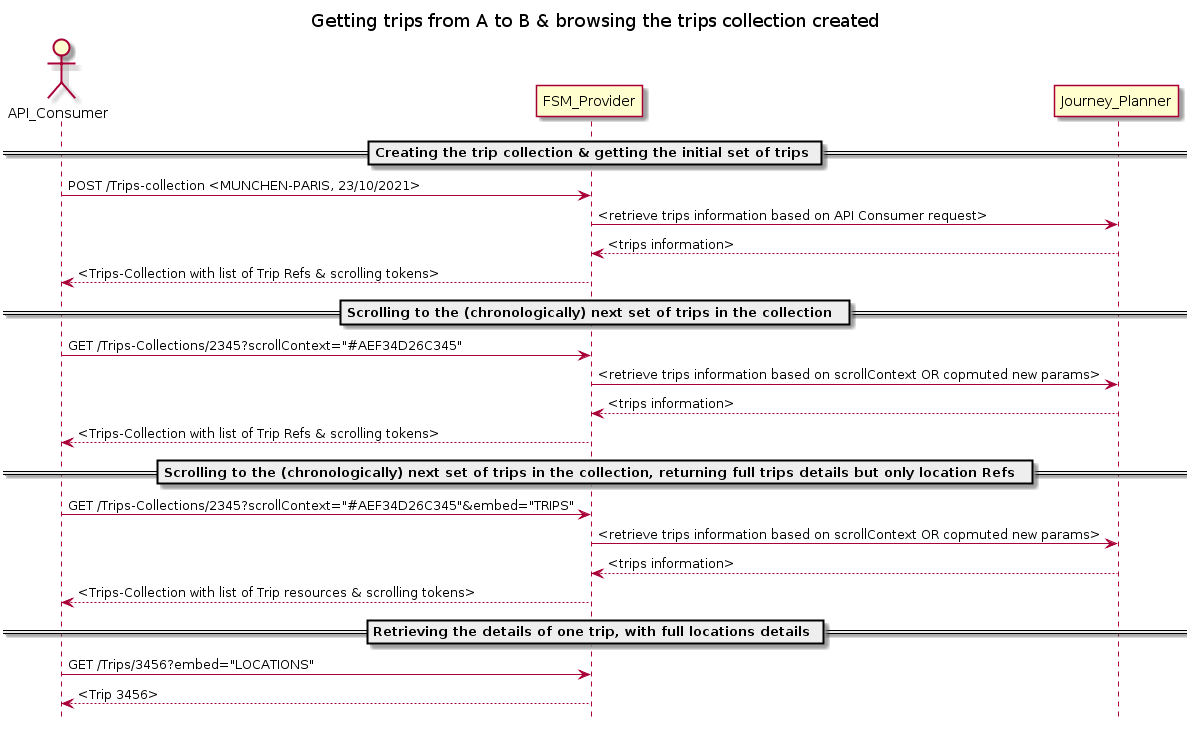 Getting trips from A to B & browsing the trips collection created
API_Consumer
FSM_Provider
Journey_Planner
Creating the trip collection & getting the initial set of trips
POST /Trips-collection <MUNCHEN-PARIS, 23/10/2021>
<retrieve trips information based on API Consumer request>
<trips information>
<Trips-Collection with list of Trip Refs & scrolling tokens>
Scrolling to the (chronologically) next set of trips in the collection
GET /Trips-Collections/2345?scrollContext="#AEF34D26C345"
<retrieve trips information based on scrollContext OR copmuted new params>
<trips information>
<Trips-Collection with list of Trip Refs & scrolling tokens>
Scrolling to the (chronologically) next set of trips in the collection, returning full trips details but only location Refs
GET /Trips-Collections/2345?scrollContext="#AEF34D26C345"&embed="TRIPS"
<retrieve trips information based on scrollContext OR copmuted new params>
<trips information>
<Trips-Collection with list of Trip resources & scrolling tokens>
Retrieving the details of one trip, with full locations details
GET /Trips/3456?embed="LOCATIONS"
<Trip 3456>